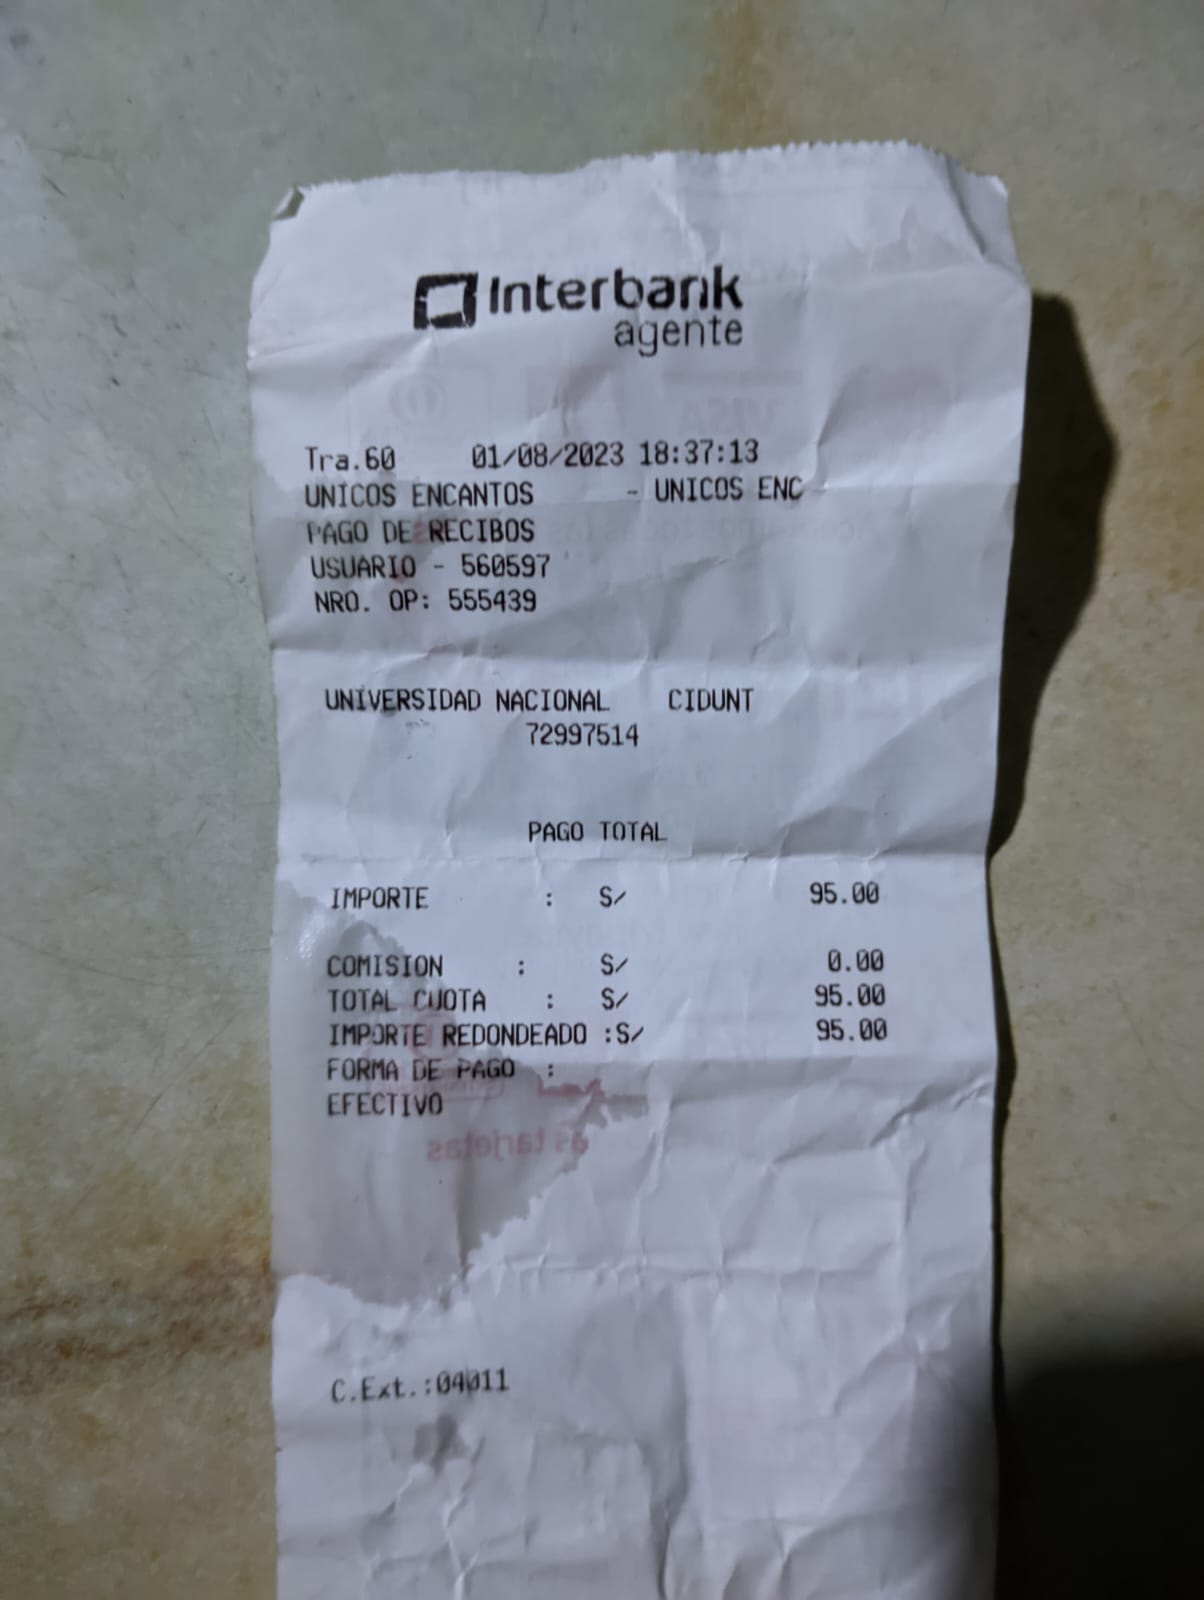 Interbank
agente
Tra.60 01/08/2023 18:37:13
UNICOS ENCANTOS - UNICOS ENC
PAGO DE RECIBOS
USUARIO - 560597
NRO. OP: 555439
UNIVERSIDAD NACIONAL CIDUNT
72997514
PAGO TOTAL
IMPORTE : S/ 95.00
COMISION : S/ 0.00
TOTAL CUOTA : S/ 95.00
IMPORTE REDONDEADO :S/ 95.00
FORMA DE PAGO :
EFECTIVO
as tarjetas
C.Ext.:04011